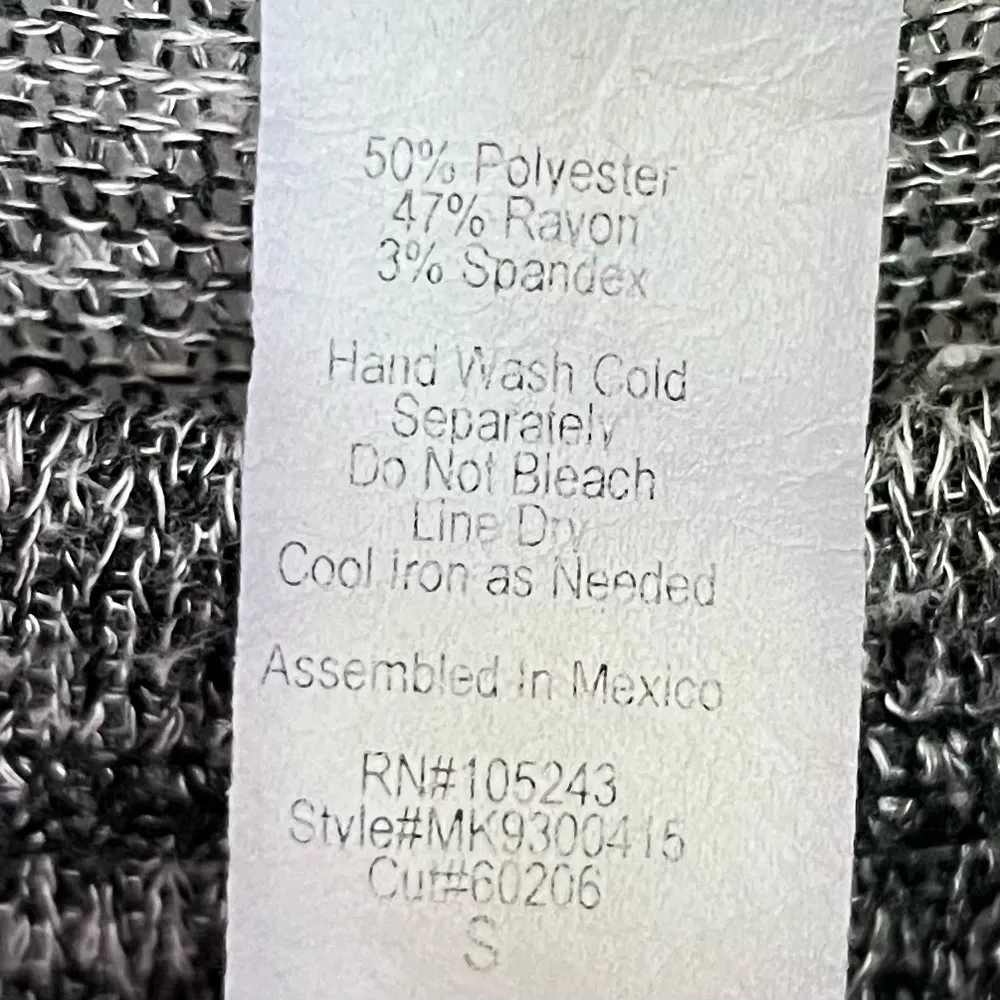 50% Polyester
47% Rayon
3% Spandex
Hand Wash Cold
Separately
Do Not Bleach
Line Dry
Cool Iron as Needed
Assembled In Mexico
RN#105243
Style#MK9300415
Cut#60206
S